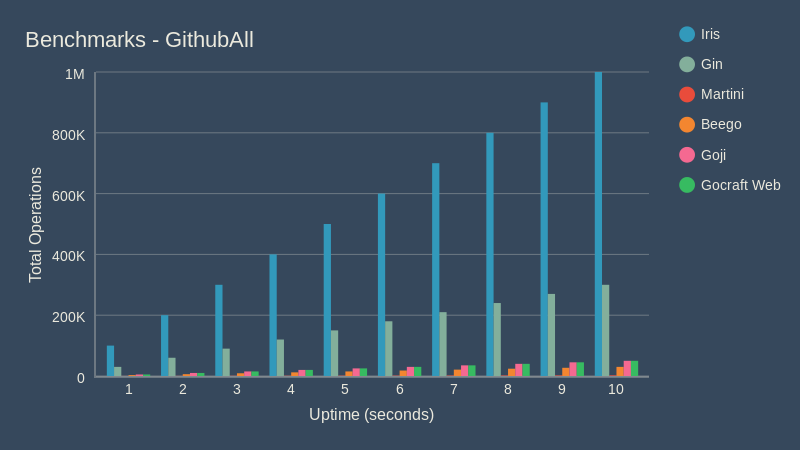 Benchmarks - GithubAll
Iris
Gin
Martini
Beego
Goji
Gocraft Web
Total Operations
1M
800K
600K
400K
200K
0
1 2 3 4 5 6 7 8 9 10
Uptime (seconds)